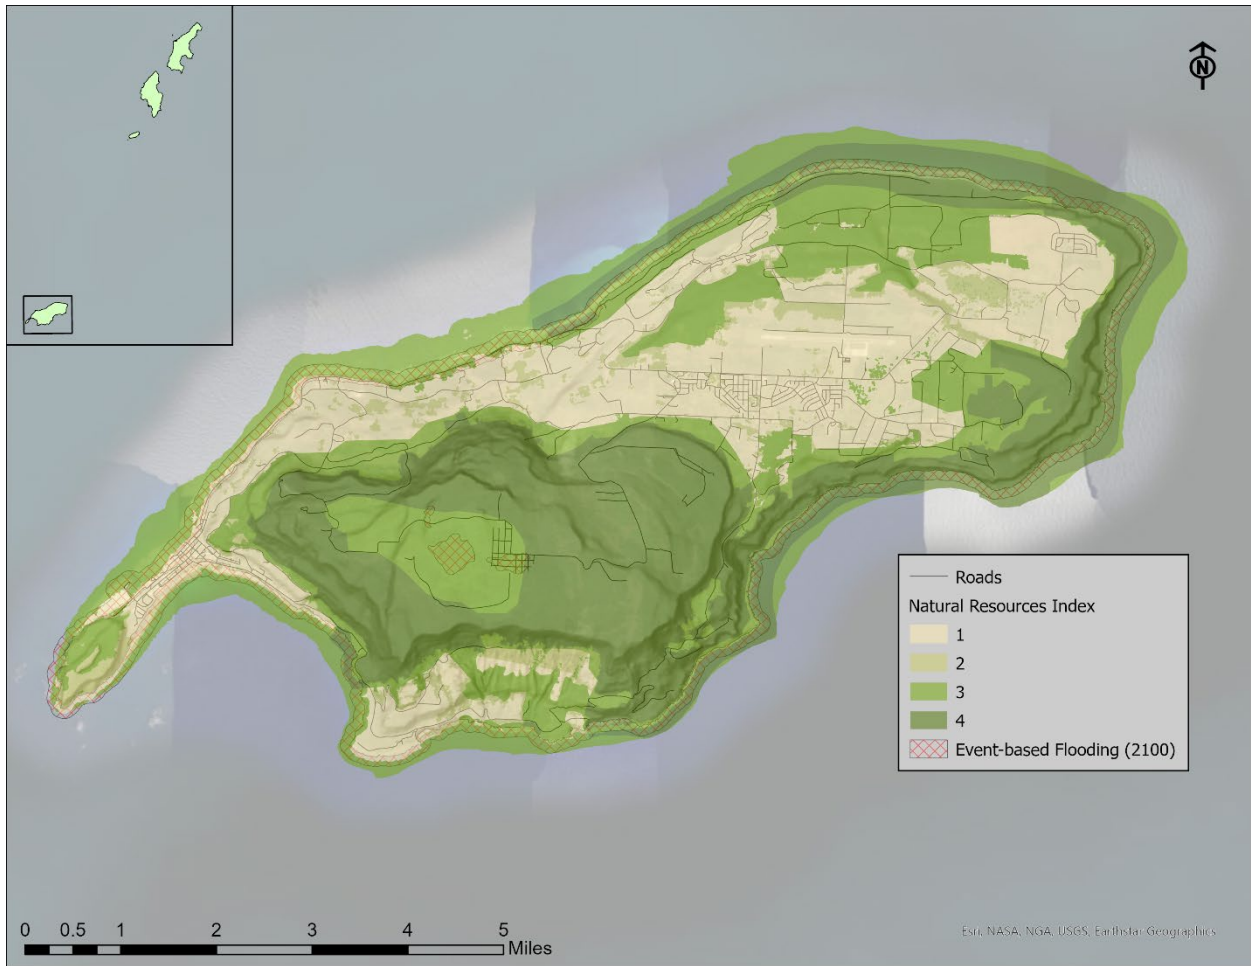 N
Roads
Natural Resources Index
1
2
3
4
Event-based Flooding (2100)
0 0.5 1 2 3 4 5
Miles
Esri, NASA, NGA, USGS, Earthstar Geographics